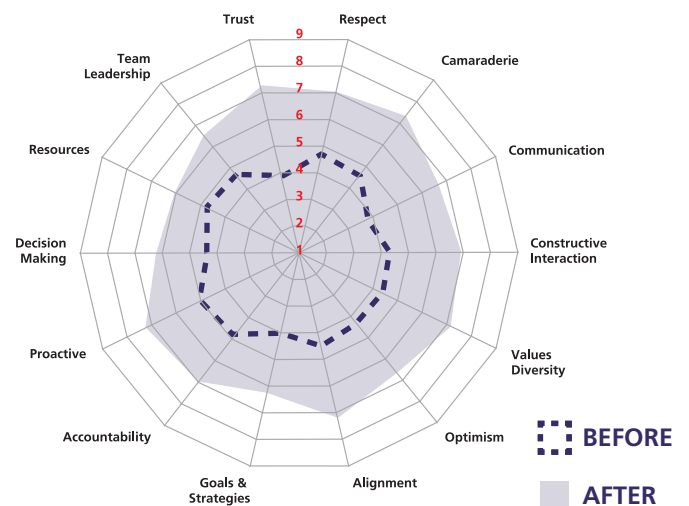 Trust
Respect
Team
Leadership
Camaraderie
Resources
Communication
Decision
Making
Constructive
Interaction
Proactive
Values
Diversity
Accountability
Optimism
Goals &
Strategies
Alignment
9
8
7
6
5
4
3
2
1
BEFORE
AFTER